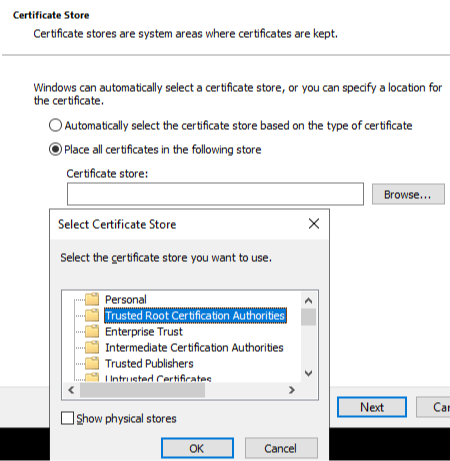 Certificate Store
Certificate stores are system areas where certificates are kept.
Windows can automatically select a certificate store, or you can specify a location for
the certificate.
Automatically select the certificate store based on the type of certificate
Place all certificates in the following store
Certificate store:
Browse...
Select Certificate Store
Select the certificate store you want to use.
Personal
Trusted Root Certification Authorities
Enterprise Trust
Intermediate Certification Authorities
Trusted Publishers
Untrusted Certificates
Show physical stores
OK
Cancel
Next
Can